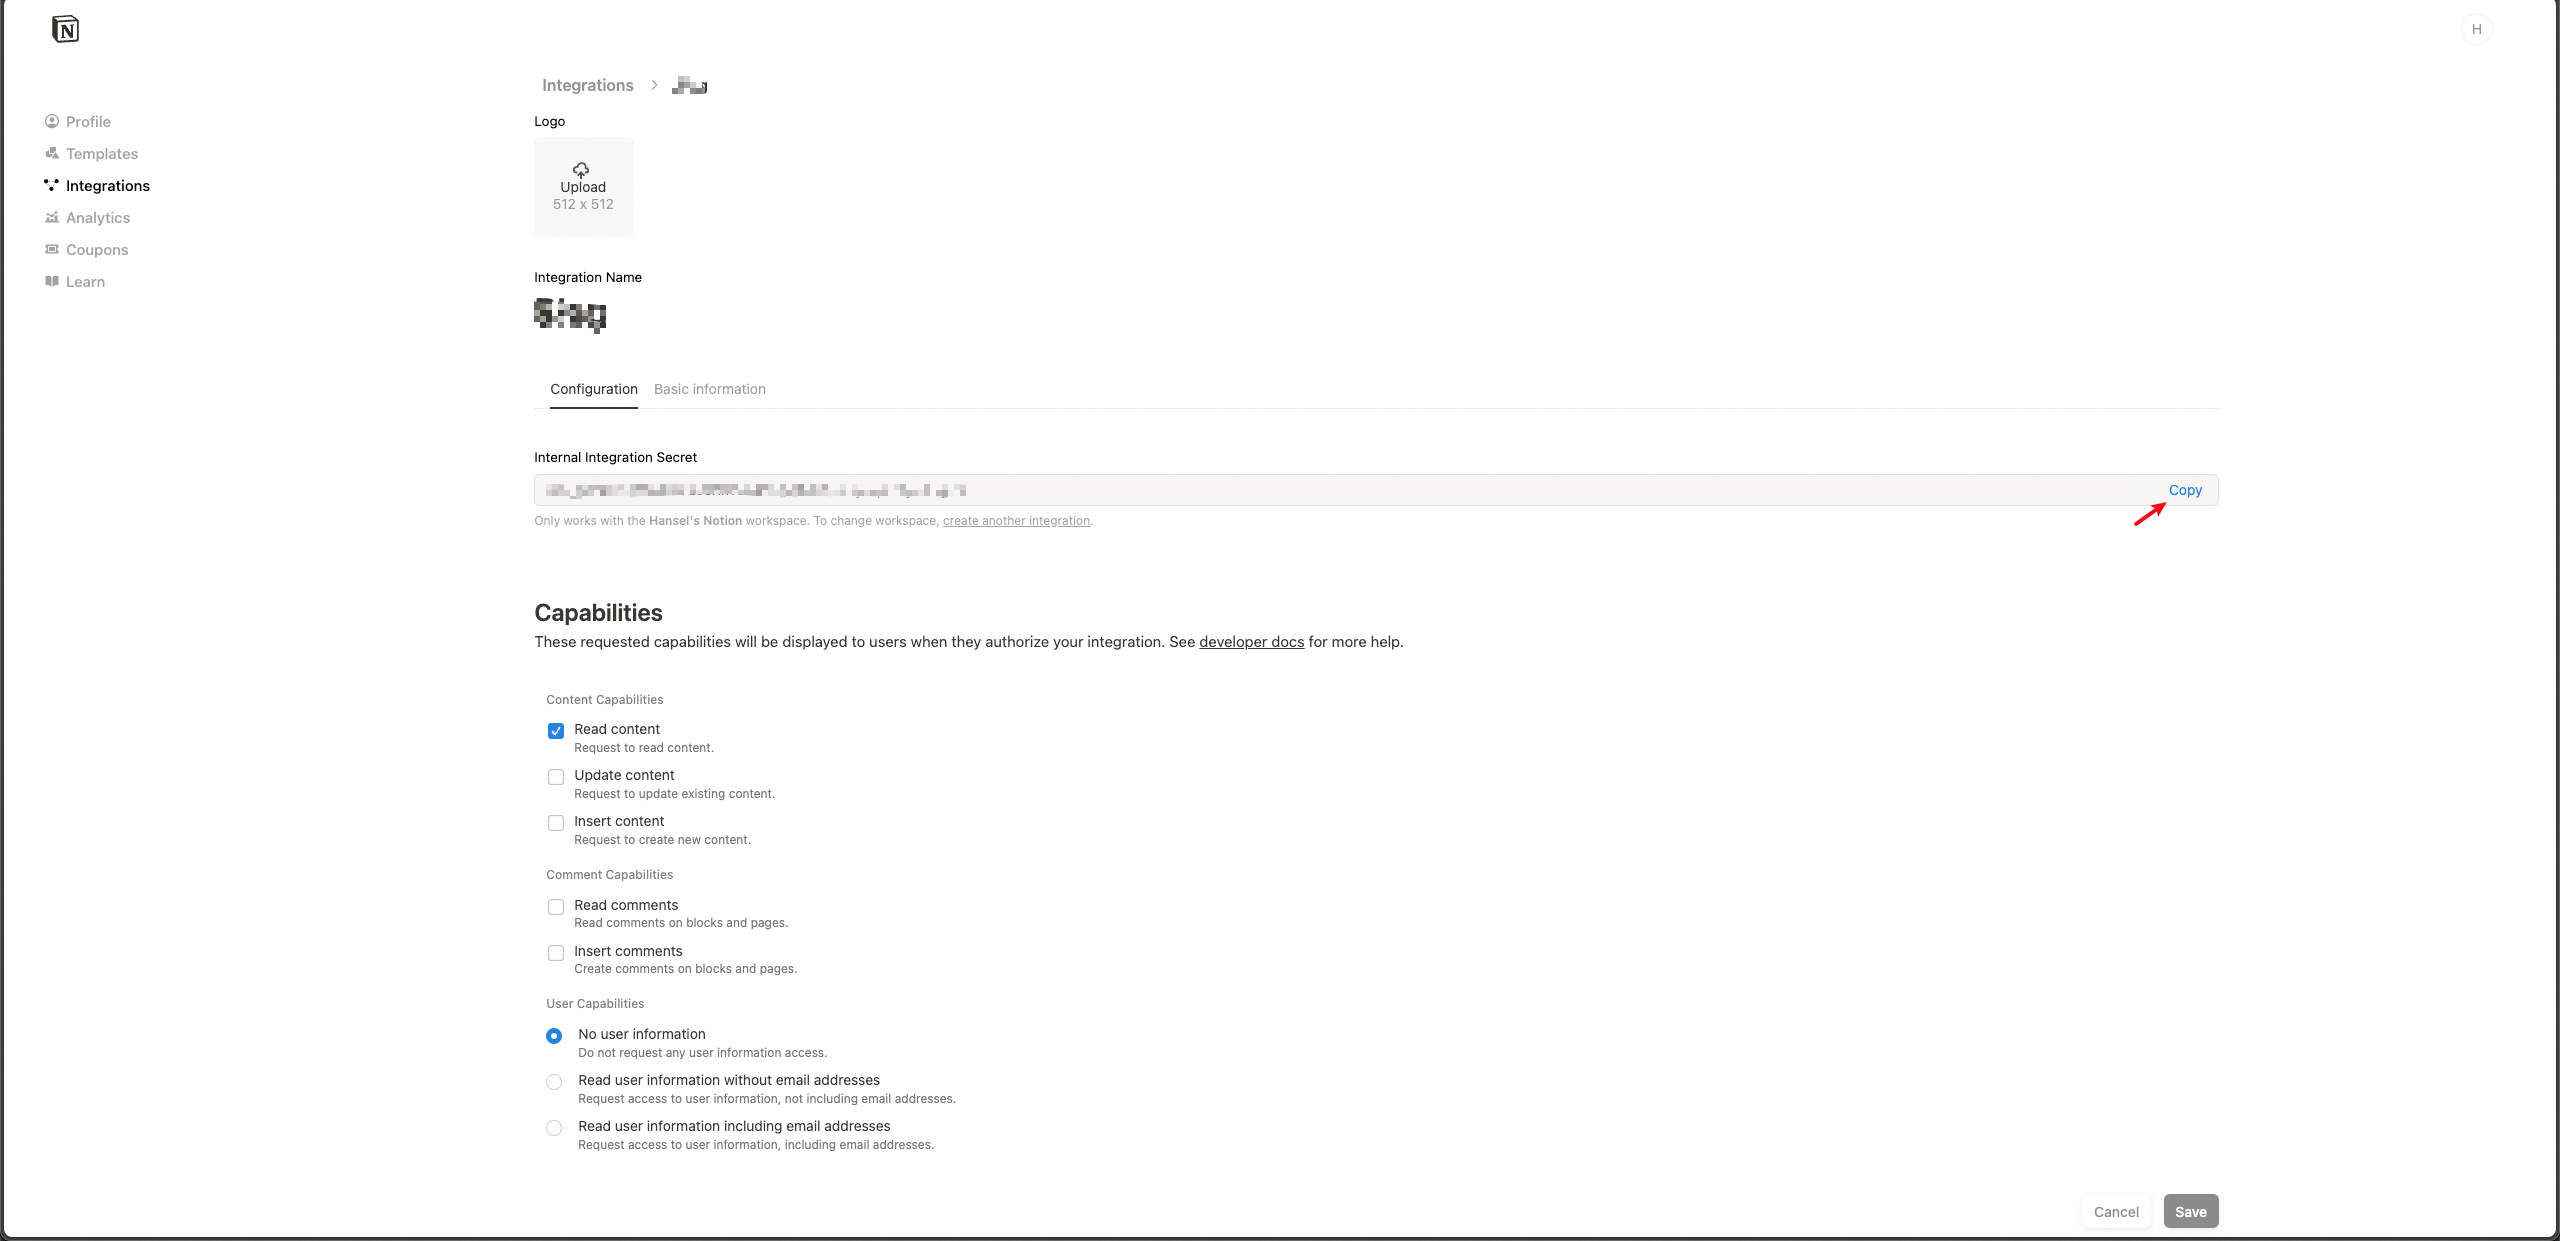 N
H
Integrations
Profile
Templates
Integrations
Analytics
Coupons
Learn
Logo
Upload
512 x 512
Integration Name
Configuration Basic information
Internal Integration Secret
Copy
Only works with the Hansel's Notion workspace. To change workspace, create another integration.
Capabilities
These requested capabilities will be displayed to users when they authorize your integration. See developer docs for more help.
Content Capabilities
Read content
Request to read content.
Update content
Request to update existing content.
Insert content
Request to create new content.
Comment Capabilities
Read comments
Read comments on blocks and pages.
Insert comments
Create comments on blocks and pages.
User Capabilities
No user information
Do not request any user information access.
Read user information without email addresses
Request access to user information, not including email addresses.
Read user information including email addresses
Request access to user information, including email addresses.
Cancel Save